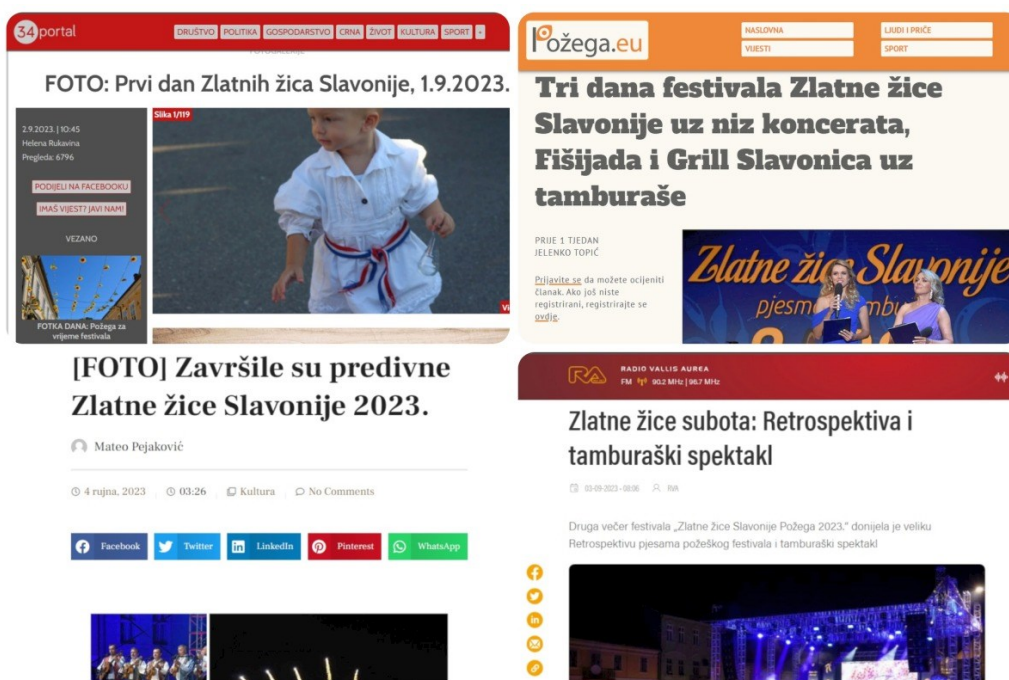 34portal
DRUŠTVO POLITIKA GOSPODARSTVO CRNA ŽIVOT KULTURA SPORT +
FOTO: Prvi dan Zlatnih žica Slavonije, 1.9.2023.
2.9.2023. | 10:45
Helena Rukavina
Pregleda: 6796
PODIJELI NA FACEBOOKU
IMAŠ VIJEST? JAVI NAM!
VEZANO
FOTKA DANA: Požega za
vrijeme festivala
Slika 1/119
Požega.eu
NASLOVNA
LJUDI I PRIČE
VIJESTI
SPORT
Tri dana festivala Zlatne žice
Slavonije uz niz koncerata,
Fišijada i Grill Slavonica uz
tamburaše
PRIJE 1 TJEDAN
JELENKO TOPIĆ
Prijavite se da možete ocijeniti
članak. Ako još niste
registrirani, registrirajte se
ovdje.
Zlatne žice Slavonije
[FOTO] Završile su predivne
Zlatne žice Slavonije 2023.
Mateo Pejaković
4 rujna, 2023 03:26 Kultura No Comments
Facebook Twitter LinkedIn Pinterest WhatsApp
RA RADIO VALLIS AUREA
FM 90.2 MHz | 96.7 MHz
Zlatne žice subota: Retrospektiva i
tamburaški spektakl
03-09-2023 - 08:06 RVA
Druga večer festivala „Zlatne žice Slavonije Požega 2023." donijela je veliku
Retrospektivu pjesama požeškog festivala i tamburaški spektakl